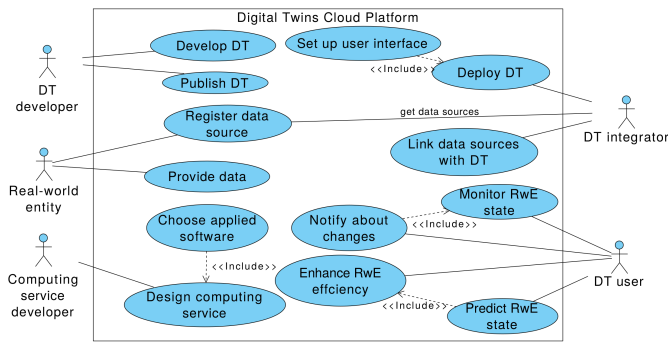 Digital Twins Cloud Platform
Develop DT
Set up user interface
<<Include>>
Deploy DT
Publish DT
DT
developer
Register data
source
get data sources
DT integrator
Link data sources
with DT
Real-world
entity
Provide data
Monitor RwE
state
Choose applied
software
Notify about
changes
<<Include>>
<<Include>>
Enhance RwE
effciency
Computing
service
developer
Design computing
service
<<Include>>
Predict RwE
state
DT user